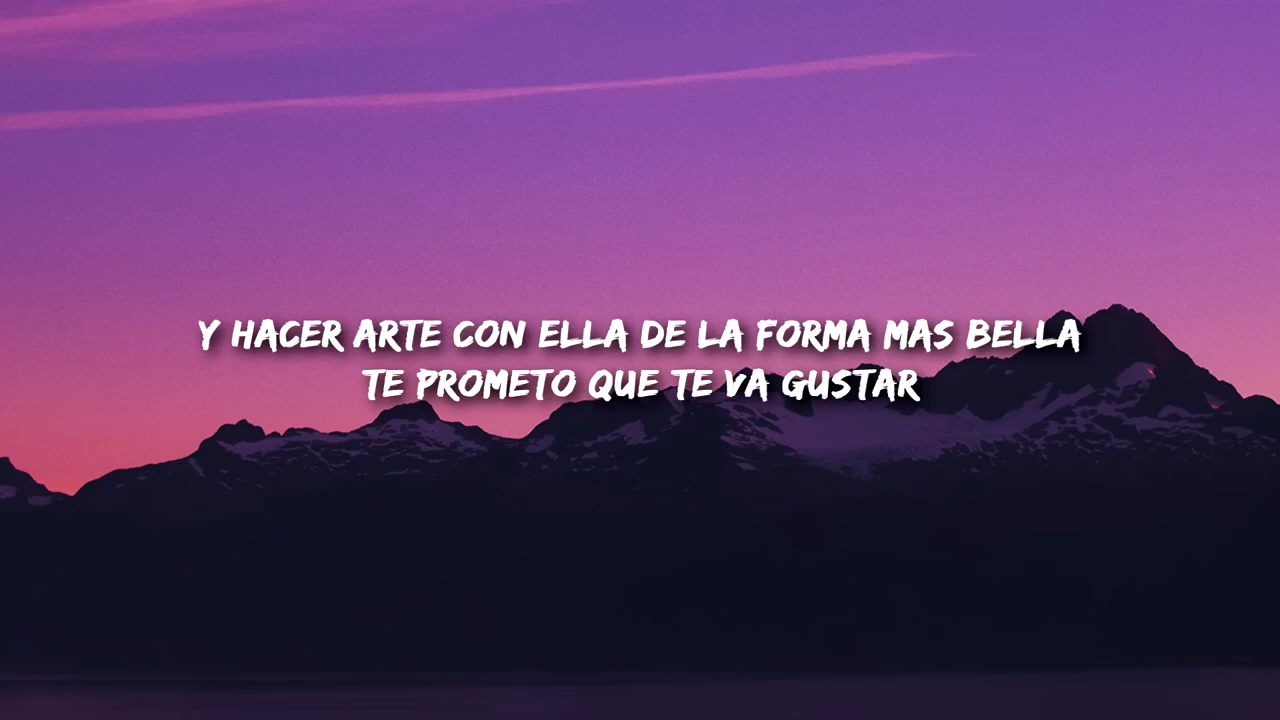 Y HACER ARTE CON ELLA DE LA FORMA MAS BELLA
TE PROMETO QUE TE VA GUSTAR